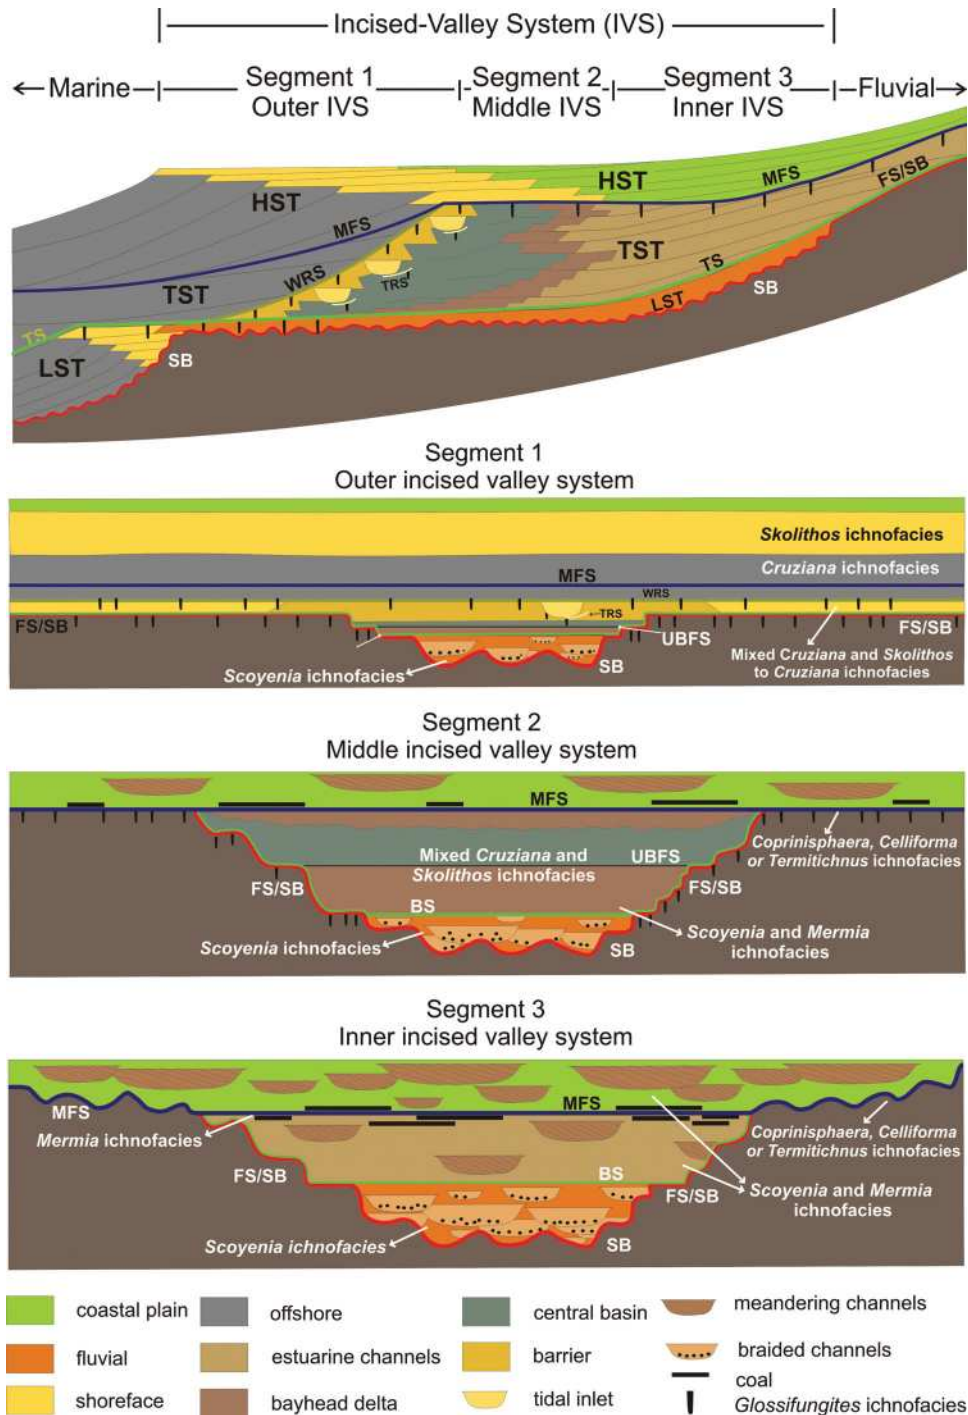 Incised-Valley System (IVS)
Marine
Segment 1
Outer IVS
Segment 2
Middle IVS
Segment 3
Inner IVS
Fluvial
HST
HST
MFS
FS/SB
MFS
TST
TS
WRS
TRS
TST
LST
SB
TS
LST
SB
Segment 1
Outer incised valley system
Skolithos ichnofacies
Cruziana ichnofacies
MFS
WRS
TRS
FS/SB
FS/SB
UBFS
SB
Scoyenia ichnofacies
Mixed Cruziana and Skolithos
to Cruziana ichnofacies
Segment 2
Middle incised valley system
MFS
Coprinisphaera, Celliforma
or Termitichnus ichnofacies
Mixed Cruziana and
Skolithos ichnofacies
UBFS
FS/SB
FS/SB
BS
Scoyenia ichnofacies
SB
Scoyenia and Mermia
ichnofacies
Segment 3
Inner incised valley system
MFS
MFS
Mermia ichnofacies
Coprinisphaera, Celliforma
or Termitichnus ichnofacies
FS/SB
BS
FS/SB
Scoyenia and Mermia
ichnofacies
Scoyenia ichnofacies
SB
coastal plain
offshore
central basin
meandering channels
fluvial
estuarine channels
barrier
braided channels
coal
shoreface
bayhead delta
tidal inlet
Glossifungites ichnofacies